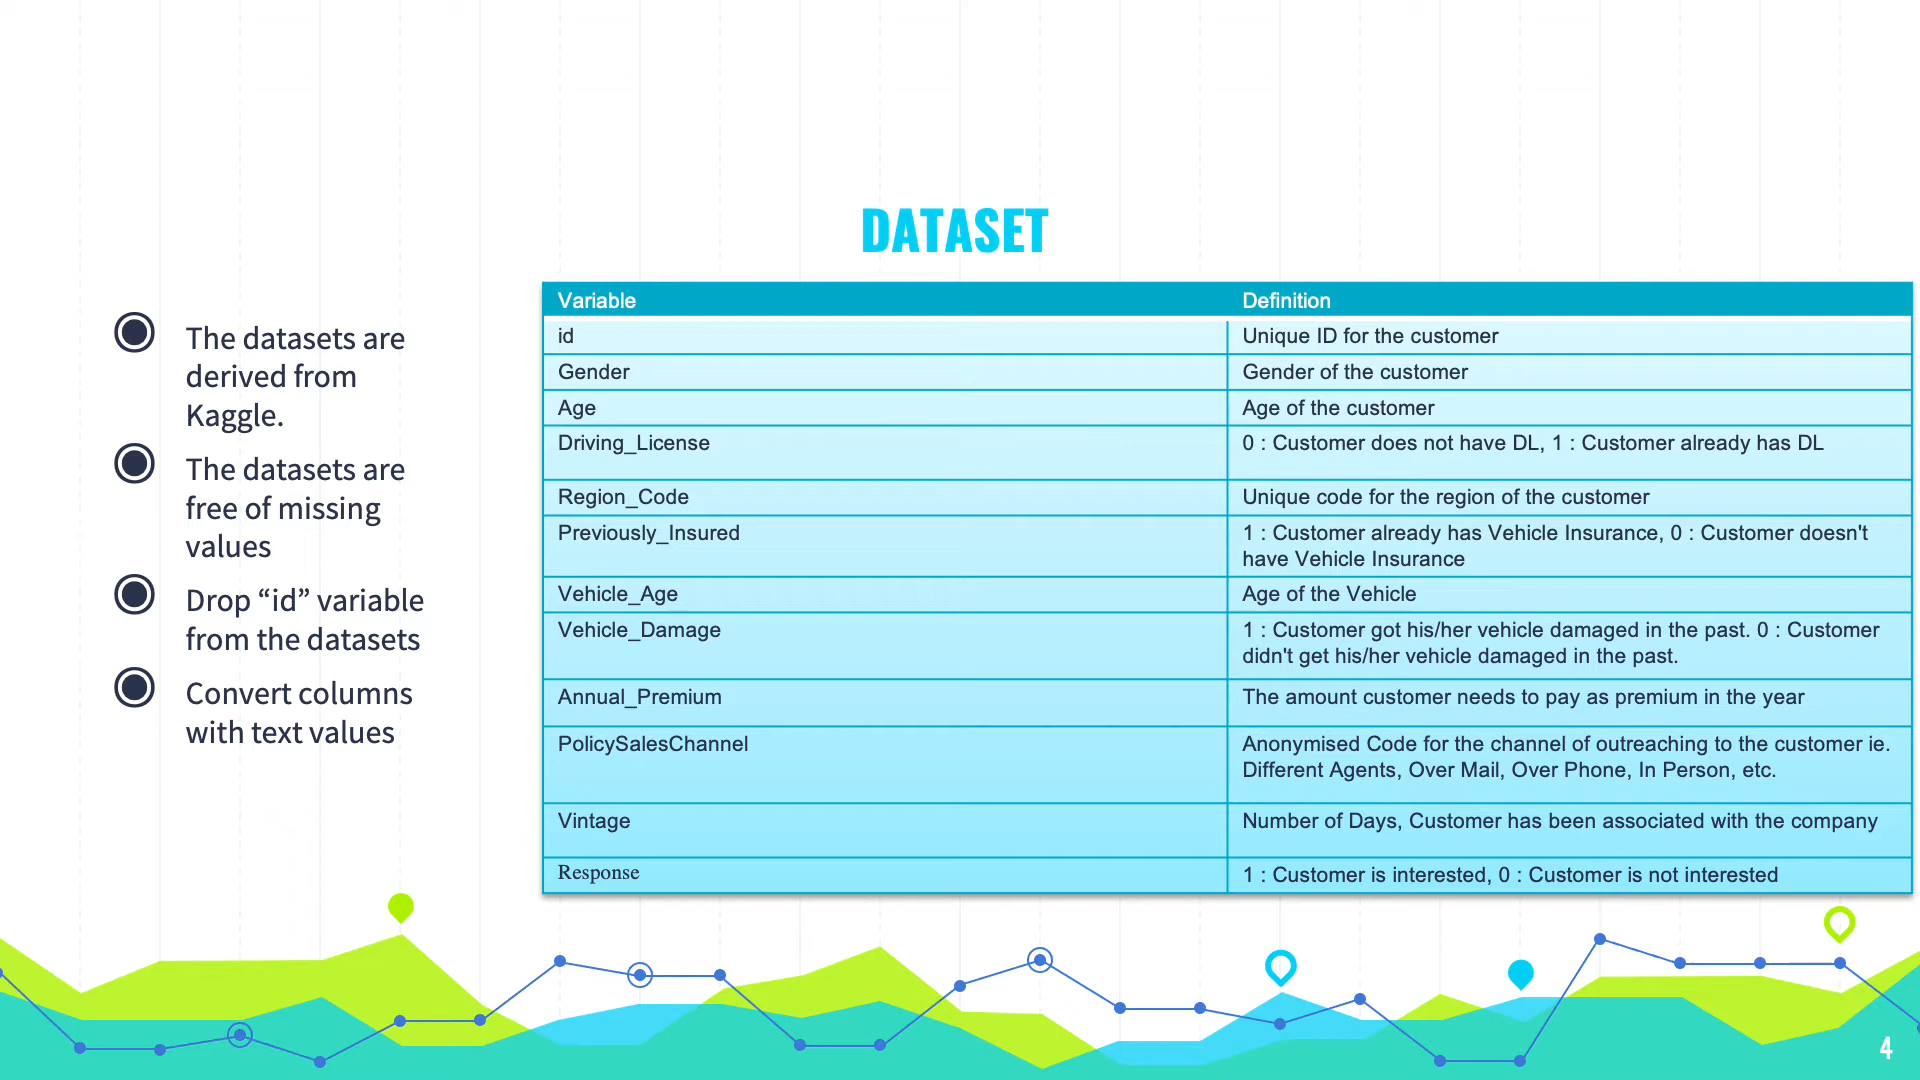 DATASET
The datasets are
derived from
Kaggle.
The datasets are
free of missing
values
Drop “id” variable
from the datasets
Convert columns
with text values
Variable Definition
id Unique ID for the customer
Gender Gender of the customer
Age Age of the customer
Driving_License 0 : Customer does not have DL, 1 : Customer already has DL
Region_Code Unique code for the region of the customer
Previously_Insured 1 : Customer already has Vehicle Insurance, 0 : Customer doesn't
have Vehicle Insurance
Vehicle_Age Age of the Vehicle
Vehicle_Damage 1 : Customer got his/her vehicle damaged in the past. 0 : Customer
didn't get his/her vehicle damaged in the past.
Annual_Premium The amount customer needs to pay as premium in the year
PolicySalesChannel Anonymised Code for the channel of outreaching to the customer ie.
Different Agents, Over Mail, Over Phone, In Person, etc.
Vintage Number of Days, Customer has been associated with the company
Response 1 : Customer is interested, 0 : Customer is not interested
4